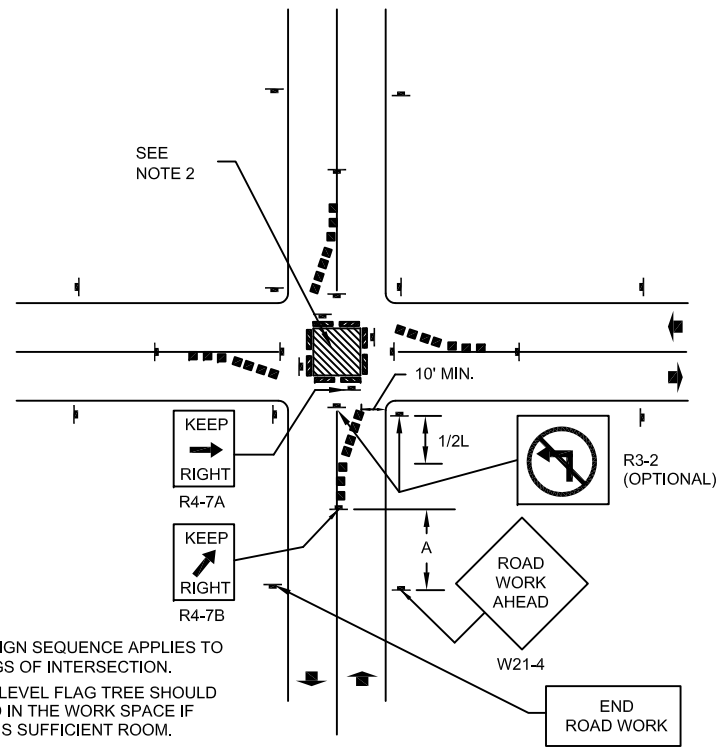 SEE
NOTE 2
10' MIN.
1/2L
KEEP
RIGHT
R4-7A
R3-2
(OPTIONAL)
KEEP
RIGHT
R4-7B
A
ROAD
WORK
AHEAD
W21-4
END
ROAD WORK
SEQUENCE APPLIES TO
OF INTERSECTION.
LEVEL FLAG TREE SHOULD
IN THE WORK SPACE IF
SUFFICIENT ROOM.